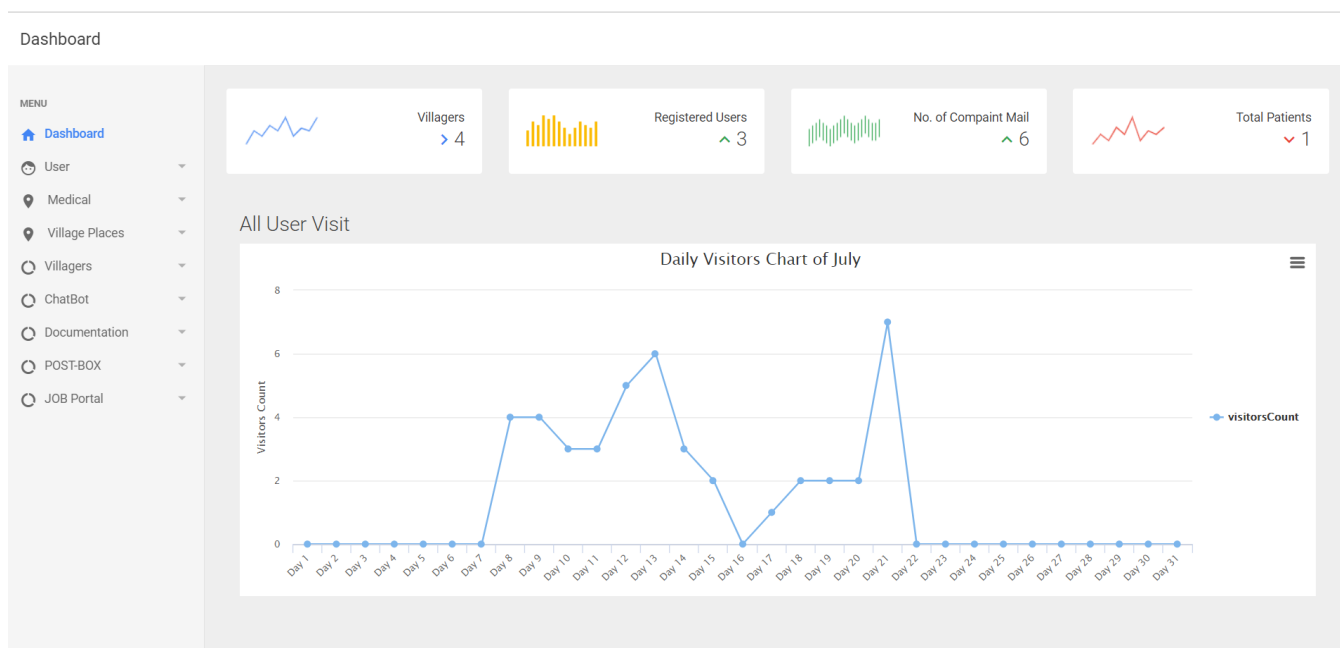 Dashboard
MENU
Dashboard
User
Medical
Village Places
Villagers
ChatBot
Documentation
POST-BOX
JOB Portal
Villagers
4
Registered Users
3
No. of Compaint Mail
6
Total Patients
1
All User Visit
Daily Visitors Chart of July
Visitors Count
8
6
4
2
0
Day 1 Day 2 Day 3 Day 4 Day 5 Day 6 Day 7 Day 8 Day 9 Day 10 Day 11 Day 12 Day 13 Day 14 Day 15 Day 16 Day 17 Day 18 Day 19 Day 20 Day 21 Day 22 Day 23 Day 24 Day 25 Day 26 Day 27 Day 28 Day 29 Day 30 Day 31
visitorsCount